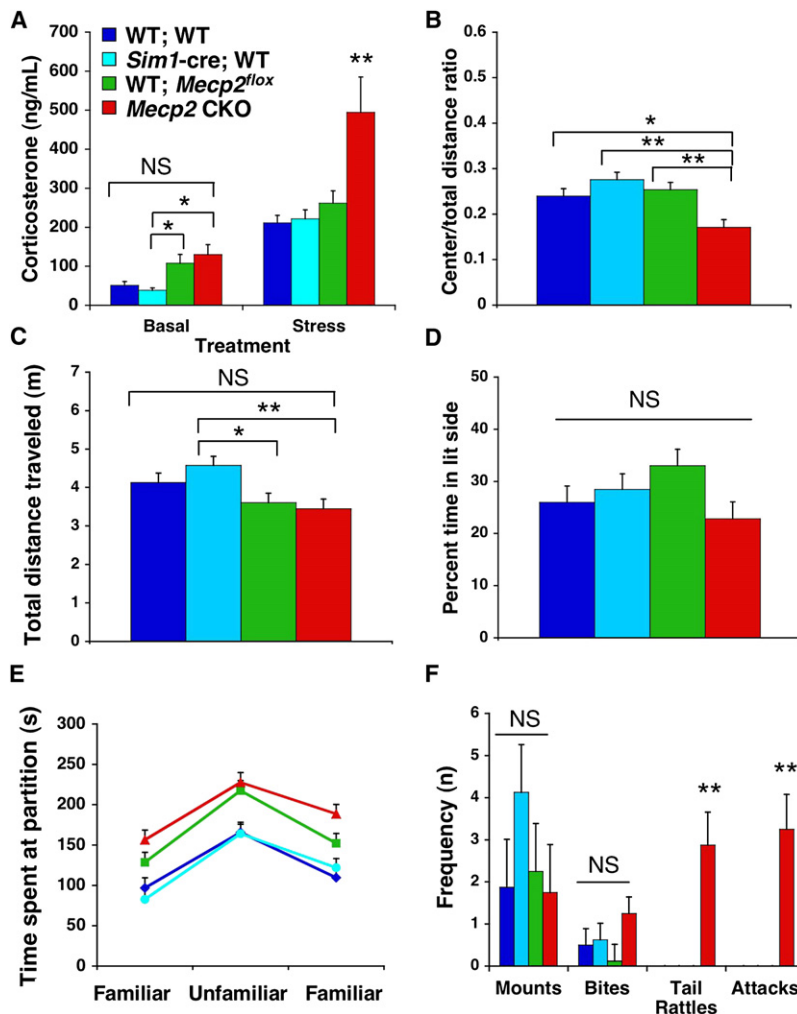 A
Corticosterone (ng/mL)
700
600
500
400
300
200
100
0
WT; WT
Sim1-cre; WT
WT; Mecp2flox
Mecp2 CKO
**
NS
*
*
Basal
Stress
Treatment
B
Center/total distance ratio
0.6
0.5
0.4
0.3
0.2
0.1
0
*
**
**
C
Total distance traveled (m)
7
6
5
4
3
2
1
0
NS
**
*
D
Percent time in lit side
60
50
40
30
20
10
0
NS
E
Time spent at partition (s)
300
250
200
150
100
50
0
Familiar
Unfamiliar
Familiar
F
Frequency (n)
6
5
4
3
2
1
0
NS
NS
**
**
Mounts
Bites
Tail
Rattles
Attacks